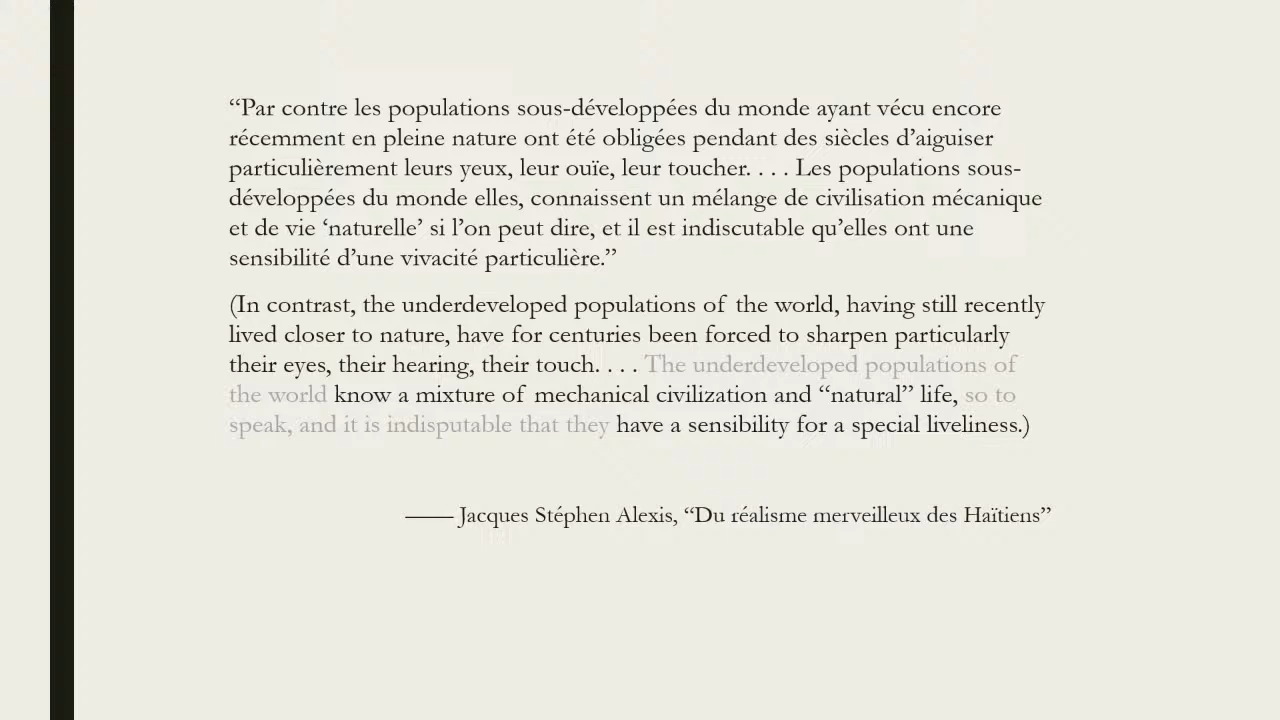 “Par contre les populations sous-développées du monde ayant vécu encore
récemment en pleine nature ont été obligées pendant des siècles d’aiguiser
particulièrement leurs yeux, leur ouïe, leur toucher. . . . Les populations sous-
développées du monde elles, connaissent un mélange de civilisation mécanique
et de vie ‘naturelle’ si l’on peut dire, et il est indiscutable qu’elles ont une
sensibilité d’une vivacité particulière.”
(In contrast, the underdeveloped populations of the world, having still recently
lived closer to nature, have for centuries been forced to sharpen particularly
their eyes, their hearing, their touch. . . . The underdeveloped populations of
the world know a mixture of mechanical civilization and “natural” life, so to
speak, and it is indisputable that they have a sensibility for a special liveliness.)
—— Jacques Stéphen Alexis, “Du réalisme merveilleux des Haïtiens”